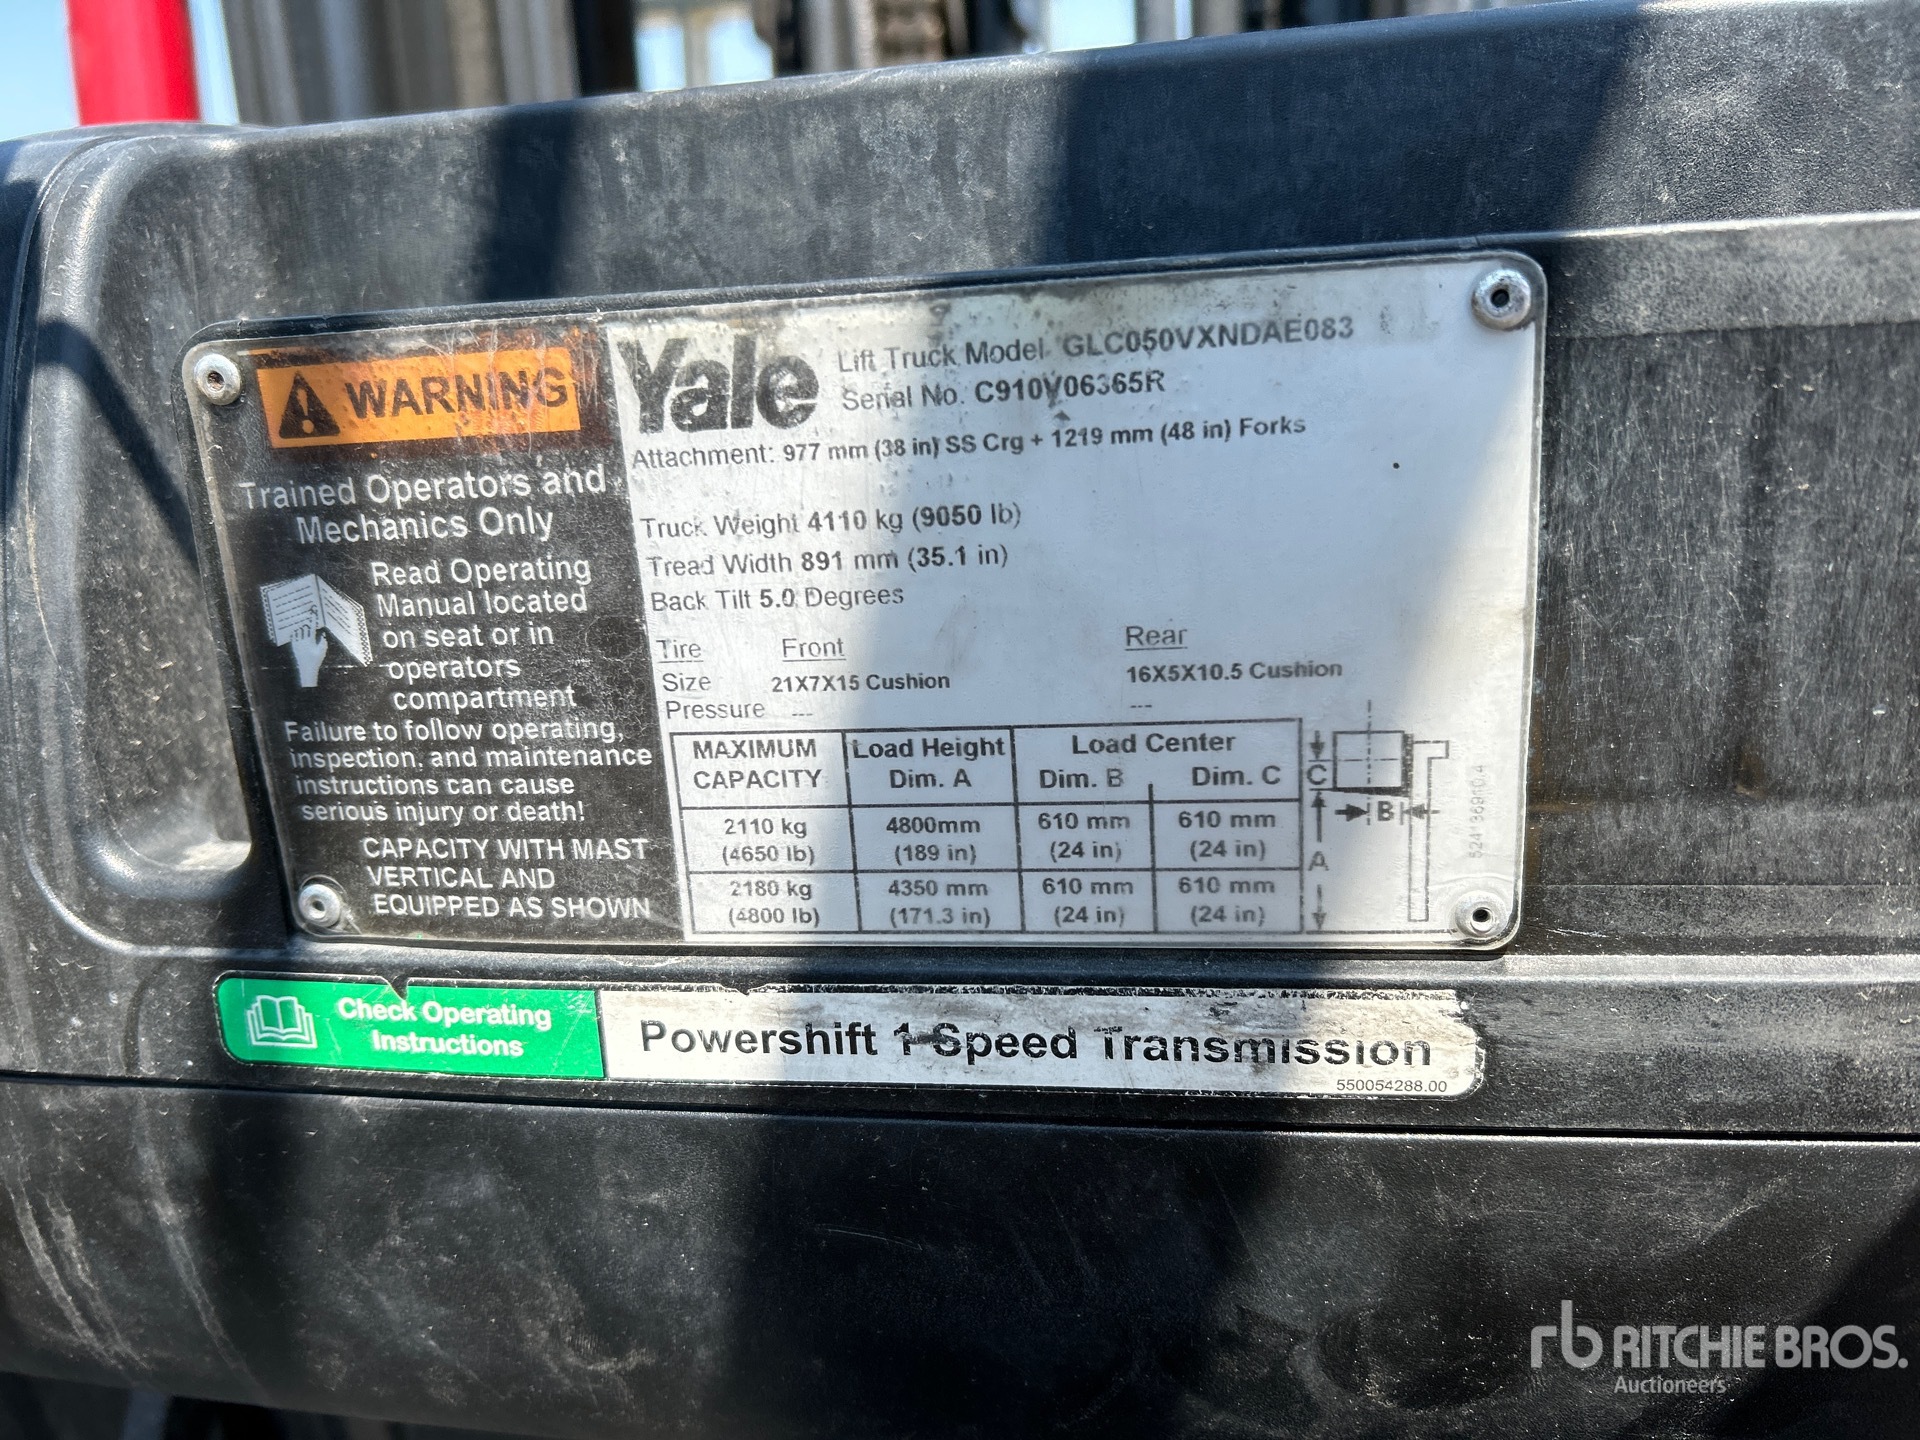 WARNING
Trained Operators and
Mechanics Only
Read Operating
Manual located
on seat or in
operators
compartment
Failure to follow operating,
inspection, and maintenance
instructions can cause
serious injury or death!
CAPACITY WITH MAST
VERTICAL AND
EQUIPPED AS SHOWN
Yale
Lift Truck Model GLC050VXNDAE083
Serial No. C910V06365R
Attachment: 977 mm (38 in) SS Crg + 1219 mm (48 in) Forks
Truck Weight 4110 kg (9050 lb)
Tread Width 891 mm (35.1 in)
Back Tilt 5.0 Degrees
Tire Front Rear
Size 21X7X15 Cushion 16X5X10.5 Cushion
Pressure --- ---
MAXIMUM Load Height Load Center
CAPACITY Dim. A Dim. B Dim. C
2110 kg 4800mm 610 mm 610 mm
(4650 lb) (189 in) (24 in) (24 in)
2180 kg 4350 mm 610 mm 610 mm
(4800 lb) (171.3 in) (24 in) (24 in)
C
B
A
Check Operating
Instructions
Powershift 1-Speed Transmission
550054288.00
rb RITCHIE BROS.
Auctioneers